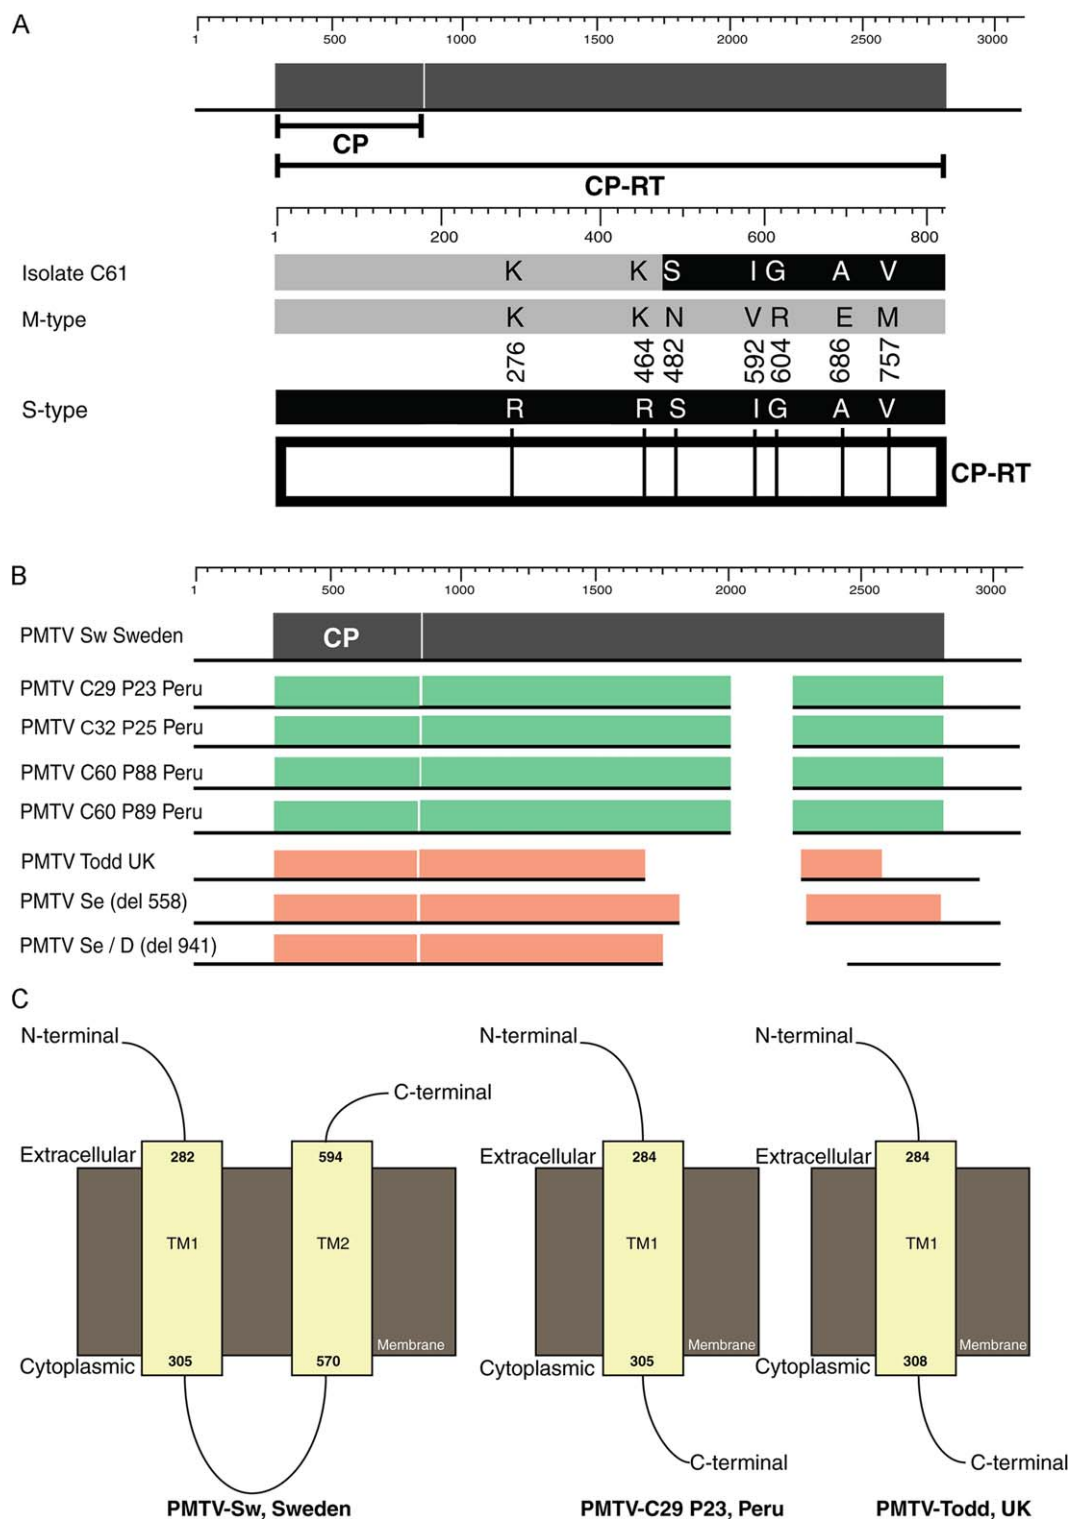 A
1 500 1000 1500 2000 2500 3000
CP
CP-RT
1 200 400 600 800
Isolate C61 K K S I G A V
M-type K K N V R E M
276 464 482 592 604 686 757
S-type R R S I G A V
CP-RT
B
1 500 1000 1500 2000 2500 3000
PMTV Sw Sweden CP
PMTV C29 P23 Peru
PMTV C32 P25 Peru
PMTV C60 P88 Peru
PMTV C60 P89 Peru
PMTV Todd UK
PMTV Se (del 558)
PMTV Se / D (del 941)
C
N-terminal N-terminal N-terminal
C-terminal
Extracellular 282 594 Extracellular 284 Extracellular 284
TM1 TM2 TM1 TM1
Membrane Membrane Membrane
Cytoplasmic 305 570 Cytoplasmic 305 Cytoplasmic 308
C-terminal C-terminal
PMTV-Sw, Sweden PMTV-C29 P23, Peru PMTV-Todd, UK